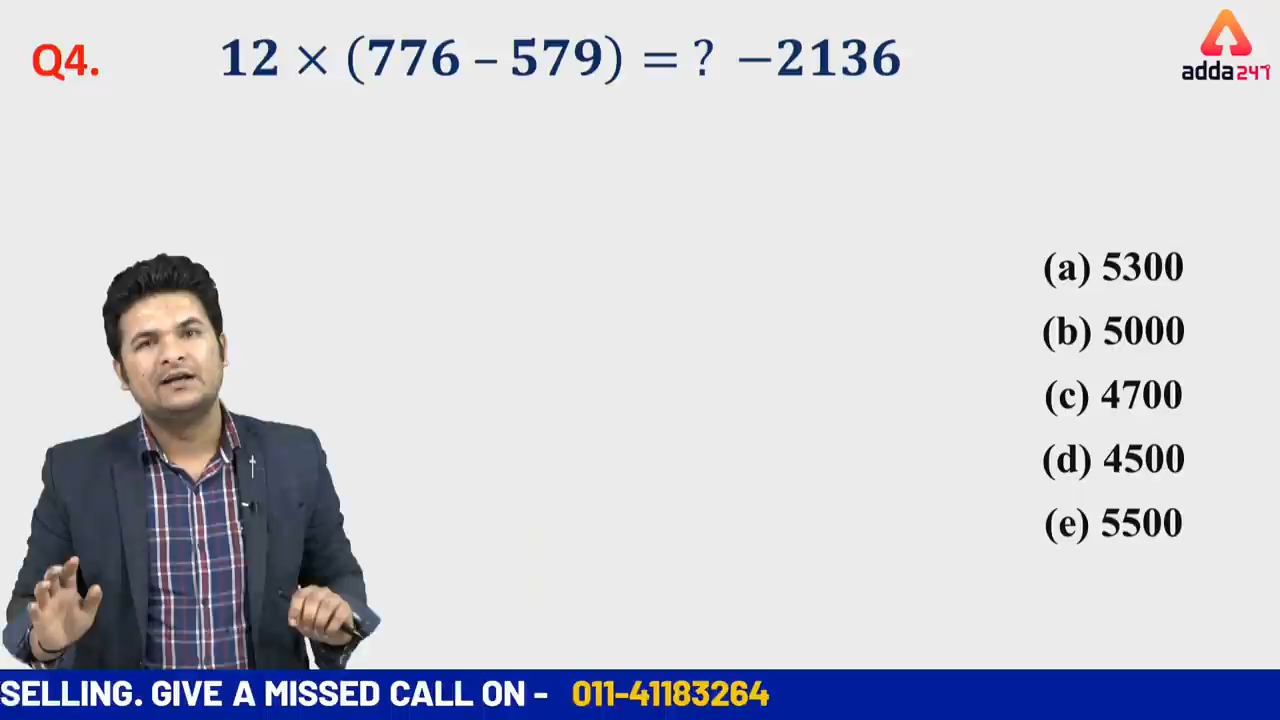 Q4. 12 × (776 – 579) = ? −2136
adda247
(a) 5300
(b) 5000
(c) 4700
(d) 4500
(e) 5500
SELLING. GIVE A MISSED CALL ON - 011-41183264